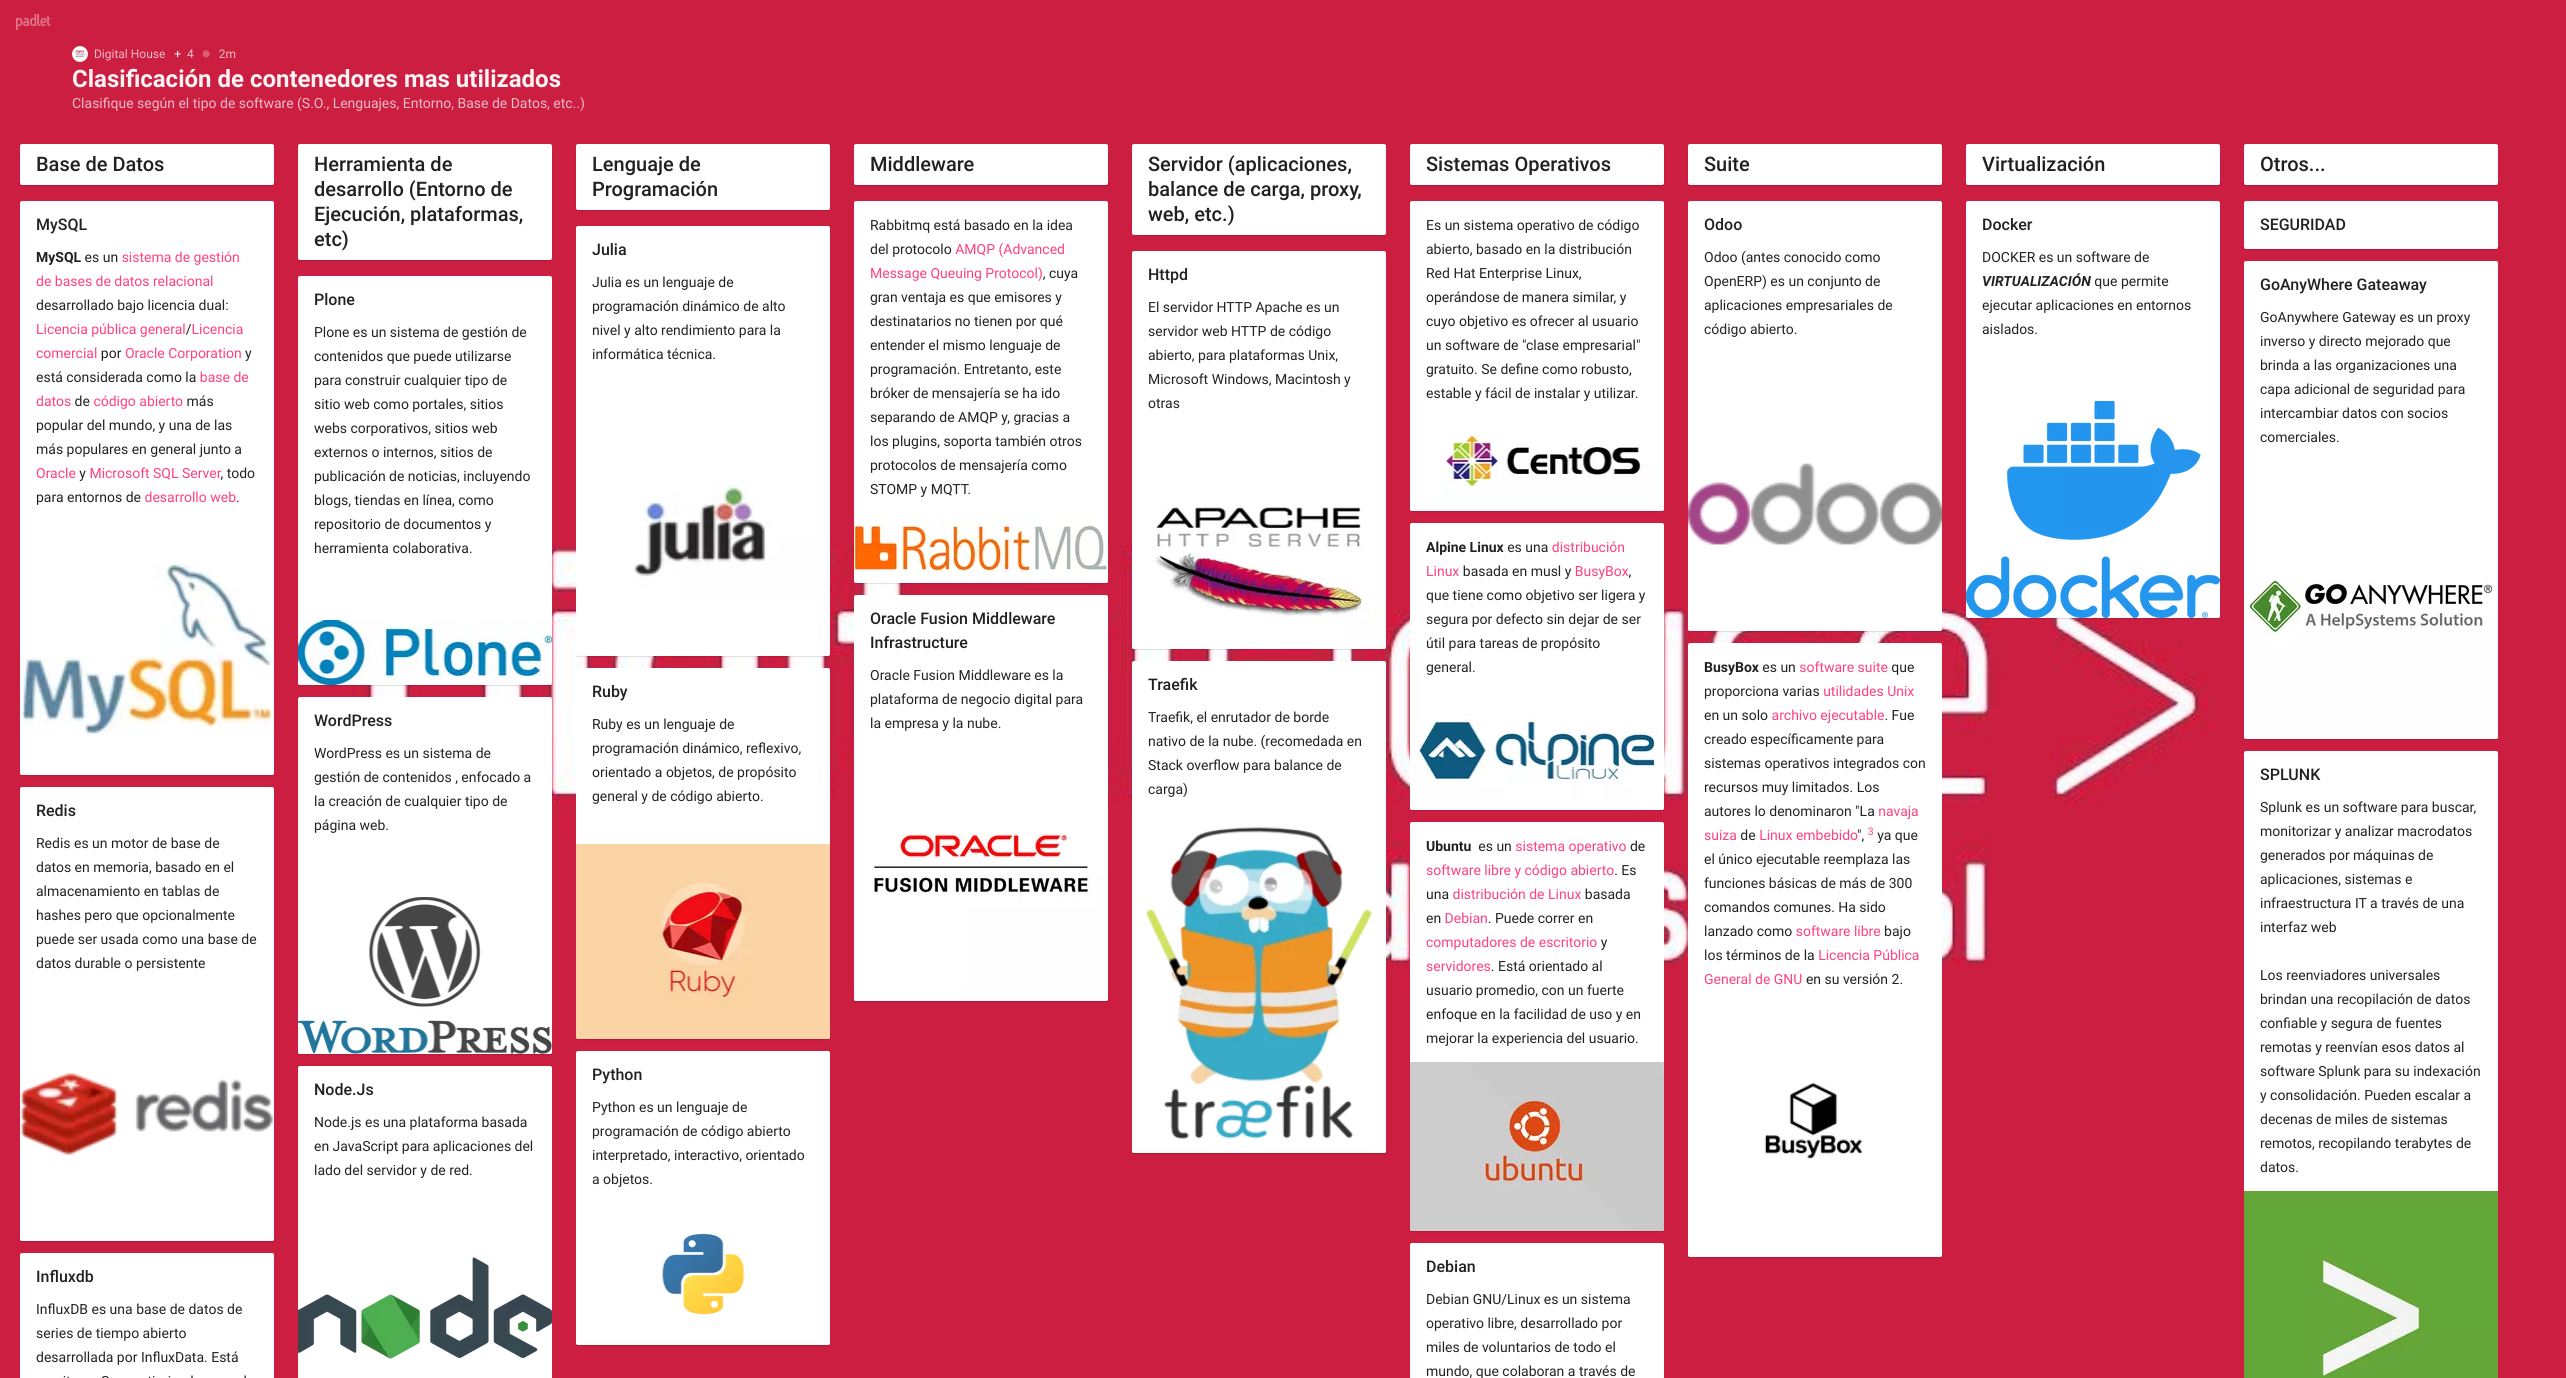 padlet
Digital House + 4 2m
Clasificación de contenedores mas utilizados
Clasifique según el tipo de software (S.O., Lenguajes, Entorno, Base de Datos, etc..)
Base de Datos
MySQL
MySQL es un sistema de gestión
de bases de datos relacional
desarrollado bajo licencia dual:
Licencia pública general/Licencia
comercial por Oracle Corporation y
está considerada como la base de
datos de código abierto más
popular del mundo, y una de las
más populares en general junto a
Oracle y Microsoft SQL Server, todo
para entornos de desarrollo web.
MySQL™
Redis
Redis es un motor de base de
datos en memoria, basado en el
almacenamiento en tablas de
hashes pero que opcionalmente
puede ser usada como una base de
datos durable o persistente
redis
Influxdb
InfluxDB es una base de datos de
series de tiempo abierto
desarrollada por InfluxData. Está
Herramienta de
desarrollo (Entorno de
Ejecución, plataformas,
etc)
Plone
Plone es un sistema de gestión de
contenidos que puede utilizarse
para construir cualquier tipo de
sitio web como portales, sitios
webs corporativos, sitios web
externos o internos, sitios de
publicación de noticias, incluyendo
blogs, tiendas en línea, como
repositorio de documentos y
herramienta colaborativa.
Plone®
WordPress
WordPress es un sistema de
gestión de contenidos , enfocado a
la creación de cualquier tipo de
página web.
W
WORDPRESS
Node.Js
Node.js es una plataforma basada
en JavaScript para aplicaciones del
lado del servidor y de red.
node
Lenguaje de
Programación
Julia
Julia es un lenguaje de
programación dinámico de alto
nivel y alto rendimiento para la
informática técnica.
julia
Ruby
Ruby es un lenguaje de
programación dinámico, reflexivo,
orientado a objetos, de propósito
general y de código abierto.
Ruby
Python
Python es un lenguaje de
programación de código abierto
interpretado, interactivo, orientado
a objetos.
Middleware
Rabbitmq está basado en la idea
del protocolo AMQP (Advanced
Message Queuing Protocol), cuya
gran ventaja es que emisores y
destinatarios no tienen por qué
entender el mismo lenguaje de
programación. Entretanto, este
bróker de mensajería se ha ido
separando de AMQP y, gracias a
los plugins, soporta también otros
protocolos de mensajería como
STOMP y MQTT.
RabbitMQ
Oracle Fusion Middleware
Infrastructure
Oracle Fusion Middleware es la
plataforma de negocio digital para
la empresa y la nube.
ORACLE®
FUSION MIDDLEWARE
Servidor (aplicaciones,
balance de carga, proxy,
web, etc.)
Httpd
El servidor HTTP Apache es un
servidor web HTTP de código
abierto, para plataformas Unix,
Microsoft Windows, Macintosh y
otras
APACHE
HTTP SERVER
Traefik
Traefik, el enrutador de borde
nativo de la nube. (recomedada en
Stack overflow para balance de
carga)
træfik
Sistemas Operativos
Es un sistema operativo de código
abierto, basado en la distribución
Red Hat Enterprise Linux,
operándose de manera similar, y
cuyo objetivo es ofrecer al usuario
un software de "clase empresarial"
gratuito. Se define como robusto,
estable y fácil de instalar y utilizar.
CentOS
Alpine Linux es una distribución
Linux basada en musl y BusyBox,
que tiene como objetivo ser ligera y
segura por defecto sin dejar de ser
útil para tareas de propósito
general.
alpine
Linux
Ubuntu es un sistema operativo de
software libre y código abierto. Es
una distribución de Linux basada
en Debian. Puede correr en
computadores de escritorio y
servidores. Está orientado al
usuario promedio, con un fuerte
enfoque en la facilidad de uso y en
mejorar la experiencia del usuario.
ubuntu
Debian
Debian GNU/Linux es un sistema
operativo libre, desarrollado por
miles de voluntarios de todo el
mundo, que colaboran a través de
Suite
Odoo
Odoo (antes conocido como
OpenERP) es un conjunto de
aplicaciones empresariales de
código abierto.
odoo
BusyBox es un software suite que
proporciona varias utilidades Unix
en un solo archivo ejecutable. Fue
creado específicamente para
sistemas operativos integrados con
recursos muy limitados. Los
autores lo denominaron "La navaja
suiza de Linux embebido", 3 ya que
el único ejecutable reemplaza las
funciones básicas de más de 300
comandos comunes. Ha sido
lanzado como software libre bajo
los términos de la Licencia Pública
General de GNU en su versión 2.
BusyBox
Virtualización
Docker
DOCKER es un software de
VIRTUALIZACIÓN que permite
ejecutar aplicaciones en entornos
aislados.
docker®
Otros...
SEGURIDAD
GoAnyWhere Gateaway
GoAnywhere Gateway es un proxy
inverso y directo mejorado que
brinda a las organizaciones una
capa adicional de seguridad para
intercambiar datos con socios
comerciales.
GO ANYWHERE®
A HelpSystems Solution
SPLUNK
Splunk es un software para buscar,
monitorizar y analizar macrodatos
generados por máquinas de
aplicaciones, sistemas e
infraestructura IT a través de una
interfaz web
Los reenviadores universales
brindan una recopilación de datos
confiable y segura de fuentes
remotas y reenvían esos datos al
software Splunk para su indexación
y consolidación. Pueden escalar a
decenas de miles de sistemas
remotos, recopilando terabytes de
datos.
>